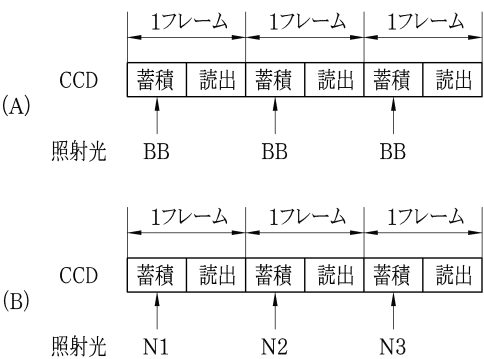 1フレーム 1フレーム 1フレーム
CCD 蓄積 読出 蓄積 読出 蓄積 読出
(A)
照射光 BB BB BB
1フレーム 1フレーム 1フレーム
CCD 蓄積 読出 蓄積 読出 蓄積 読出
(B)
照射光 N1 N2 N3